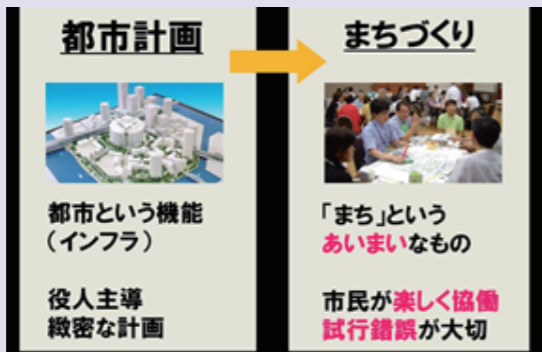 都市計画
都市という機能
（インフラ）
役人主導
緻密な計画
まちづくり
「まち」という
あいまいなもの
市民が楽しく協働
試行錯誤が大切